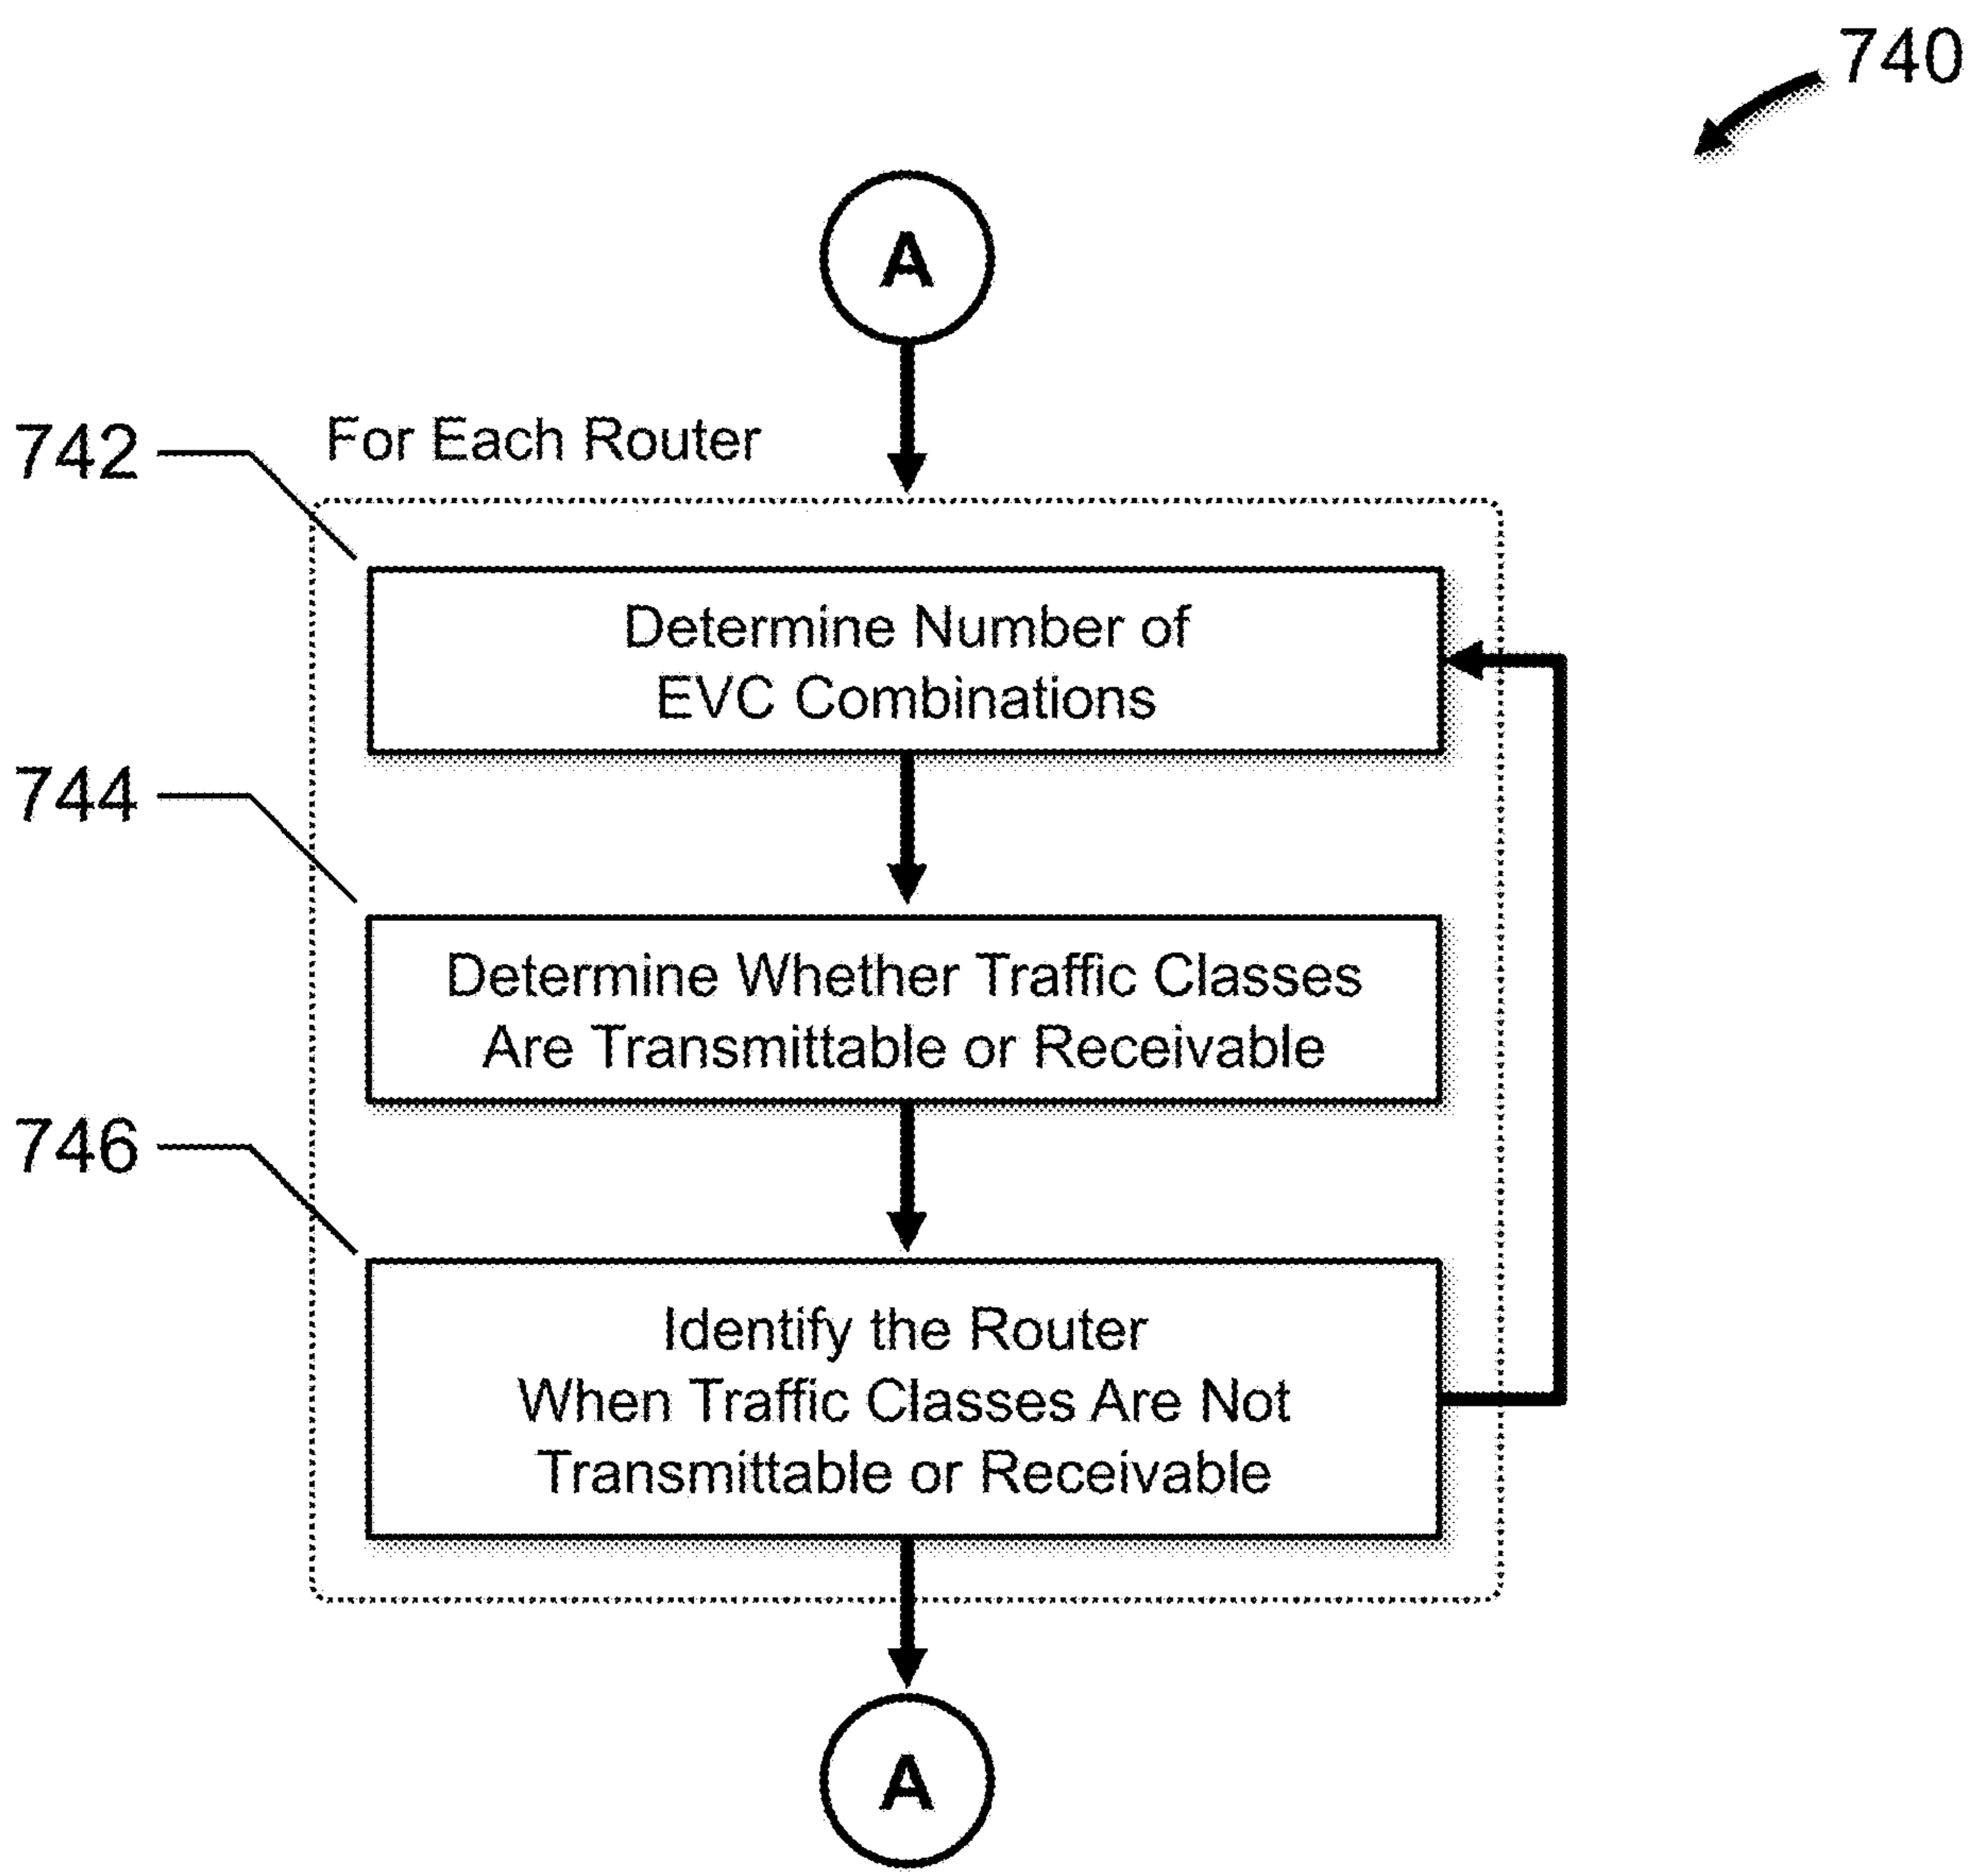 740
A
742
For Each Router
Determine Number of
EVC Combinations
744
Determine Whether Traffic Classes
Are Transmittable or Receivable
746
Identify the Router
When Traffic Classes Are Not
Transmittable or Receivable
A